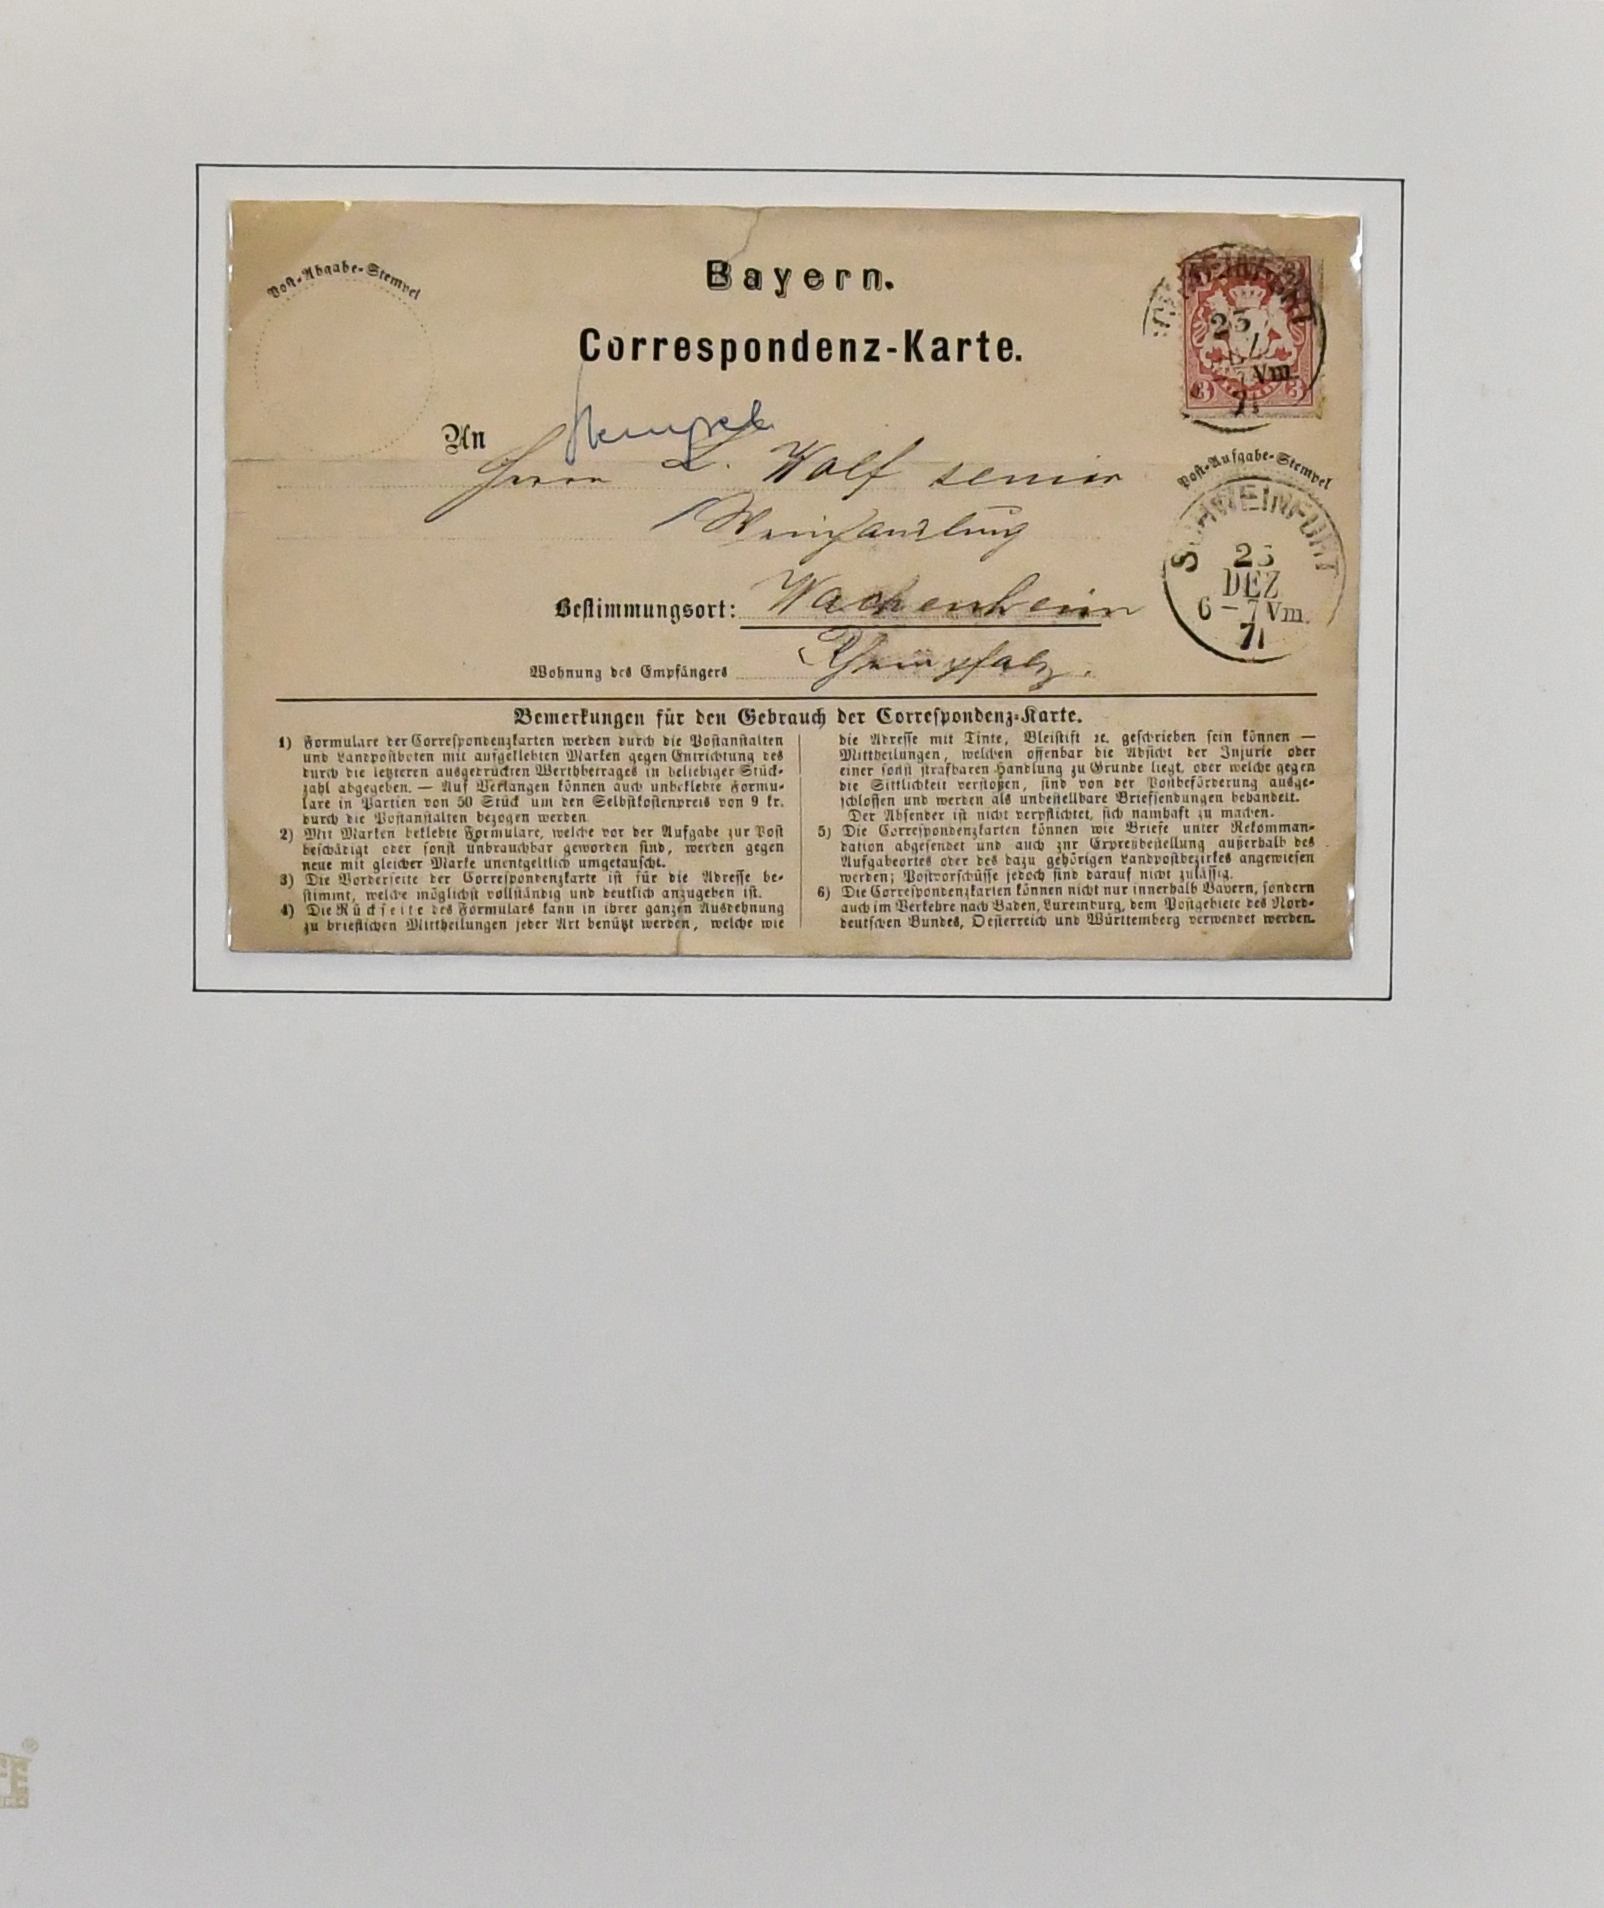 Post-Abgabe-Stempel
Bayern.
Correspondenz-Karte.
SCHWEINFURT
23
7 Vm.
71
3 3
An
Herrn L. Wolf senior
Weinhandlung
Bestimmungsort: Wachenheim
Wohnung des Empfängers Rheinpfalz.
Post-Aufgabe-Stempel
SCHWEINFURT
23
DEZ
6 – 7 Vm.
71
Bemerkungen für den Gebrauch der Correspondenz-Karte.
1) Formulare der Correspondenzkarten werden durch die Postanstalten
und Landpostboten mit aufgeklebten Marken gegen Entrichtung des
durch die letzteren ausgedrückten Werthbetrages in beliebiger Stück-
zahl abgegeben. — Auf Verlangen können auch unbeklebte Formu-
lare in Partien von 50 Stück um den Selbstkostenpreis von 9 kr.
durch die Postanstalten bezogen werden
2) Mit Marken beklebte Formulare, welche vor der Aufgabe zur Post
beschädigt oder sonst unbrauchbar geworden sind, werden gegen
neue mit gleicher Marke unentgeltlich umgetauscht.
3) Die Vorderseite der Correspondenzkarte ist für die Adresse be-
stimmt, welche möglichst vollständig und deutlich anzugeben ist.
4) Die Rückseite des Formulars kann in ihrer ganzen Ausdehnung
zu brieflichen Mittheilungen jeder Art benützt werden, welche wie
die Adresse mit Tinte, Bleistift ꝛc. geschrieben sein können —
Mittheilungen, welchen offenbar die Absicht der Injurie oder
einer sonst strafbaren Handlung zu Grunde liegt, oder welche gegen
die Sittlichkeit verstoßen, sind von der Postbeförderung ausge-
schlossen und werden als unbestellbare Briefsendungen behandelt.
Der Absender ist nicht verpflichtet, sich namhaft zu machen.
5) Die Correspondenzkarten können wie Briefe unter Rekomman-
dation abgesendet und auch zur Expreßbestellung außerhalb des
Aufgabeortes oder des dazu gehörigen Landpostbezirkes angewiesen
werden; Postvorschüsse jedoch sind darauf nicht zulässig.
6) Die Correspondenzkarten können nicht nur innerhalb Bayern, sondern
auch im Verkehre nach Baden, Luxemburg, dem Postgebiete des Nord-
deutschen Bundes, Oesterreich und Württemberg verwendet werden.